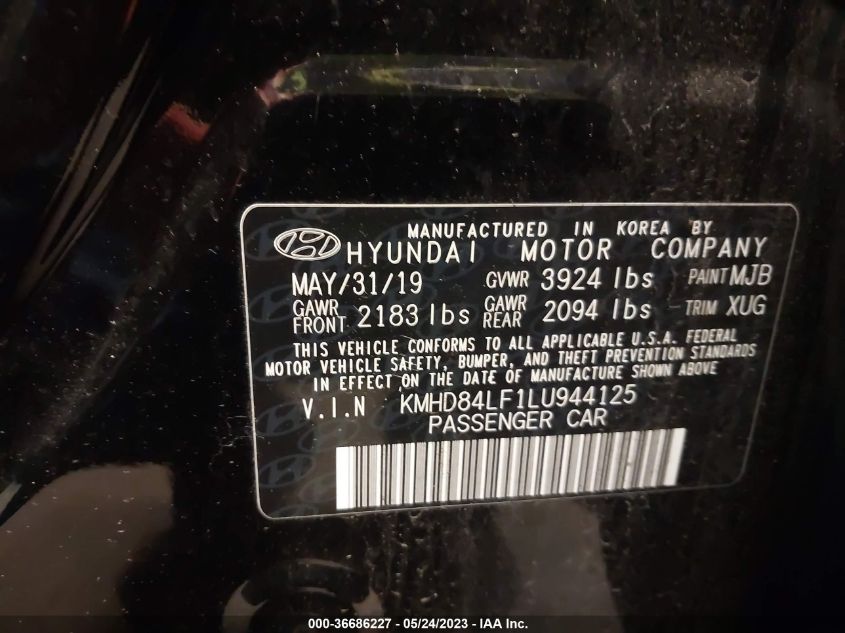 MANUFACTURED IN KOREA BY
HYUNDAI MOTOR COMPANY
MAY/31/19 GVWR 3924 lbs PAINT MJB
GAWR FRONT 2183 lbs GAWR REAR 2094 lbs TRIM XUG
THIS VEHICLE CONFORMS TO ALL APPLICABLE U.S.A. FEDERAL
MOTOR VEHICLE SAFETY, BUMPER, AND THEFT PREVENTION STANDARDS
IN EFFECT ON THE DATE OF MANUFACTURE SHOWN ABOVE
V.I.N KMHD84LF1LU944125
PASSENGER CAR
000-36686227 - 05/24/2023 - IAA Inc.